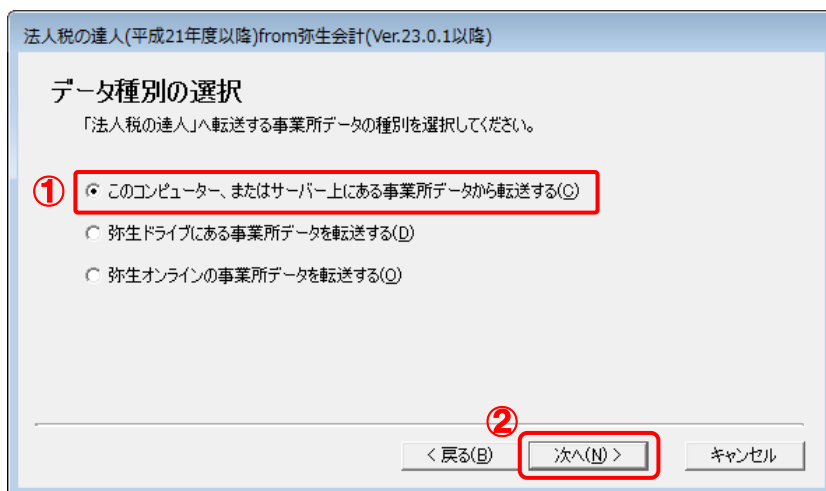 法人税の達人(平成21年度以降)from弥生会計(Ver.23.0.1以降)
データ種別の選択
「法人税の達人」へ転送する事業所データの種別を選択してください。
① このコンピューター、またはサーバー上にある事業所データから転送する(C)
弥生ドライブにある事業所データを転送する(D)
弥生オンラインの事業所データを転送する(O)
②
< 戻る(B) 次へ(N) > キャンセル